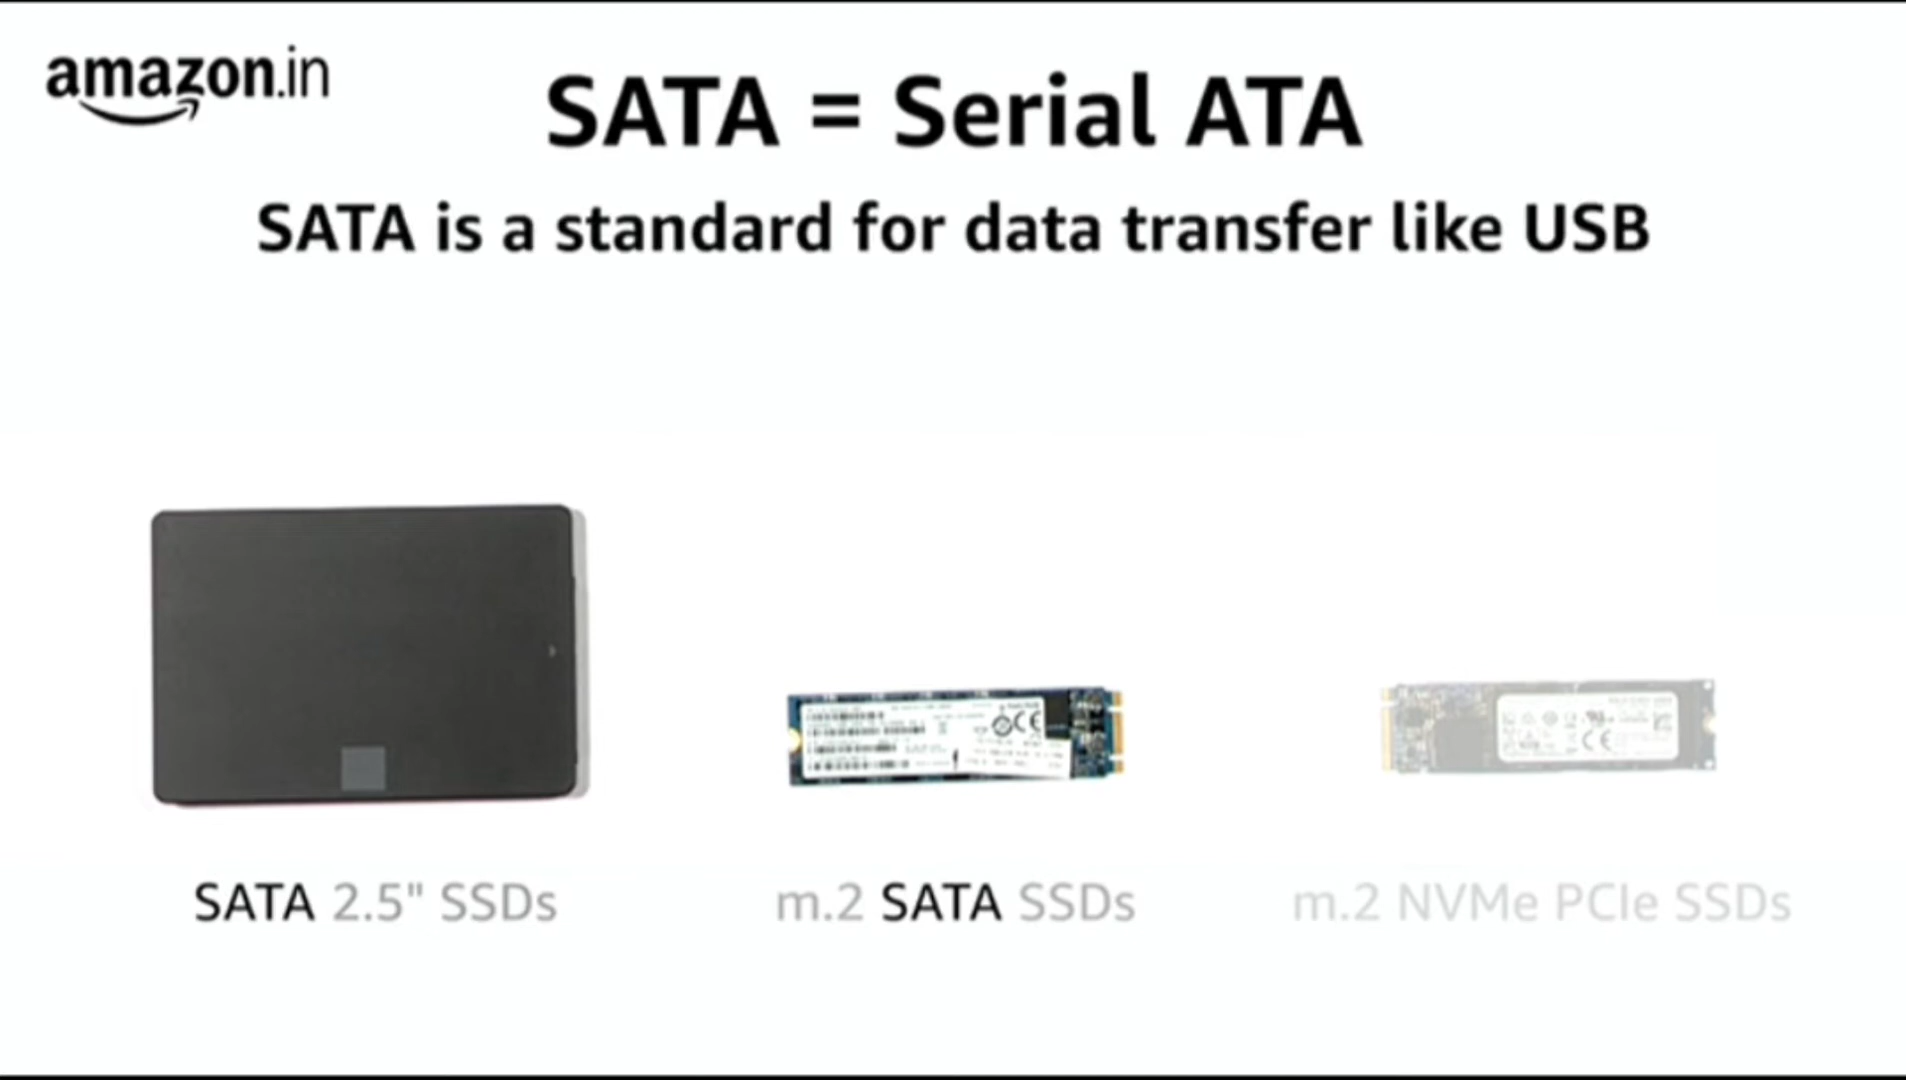 amazon.in
SATA = Serial ATA
SATA is a standard for data transfer like USB
SATA 2.5" SSDs
m.2 SATA SSDs
m.2 NVMe PCIe SSDs